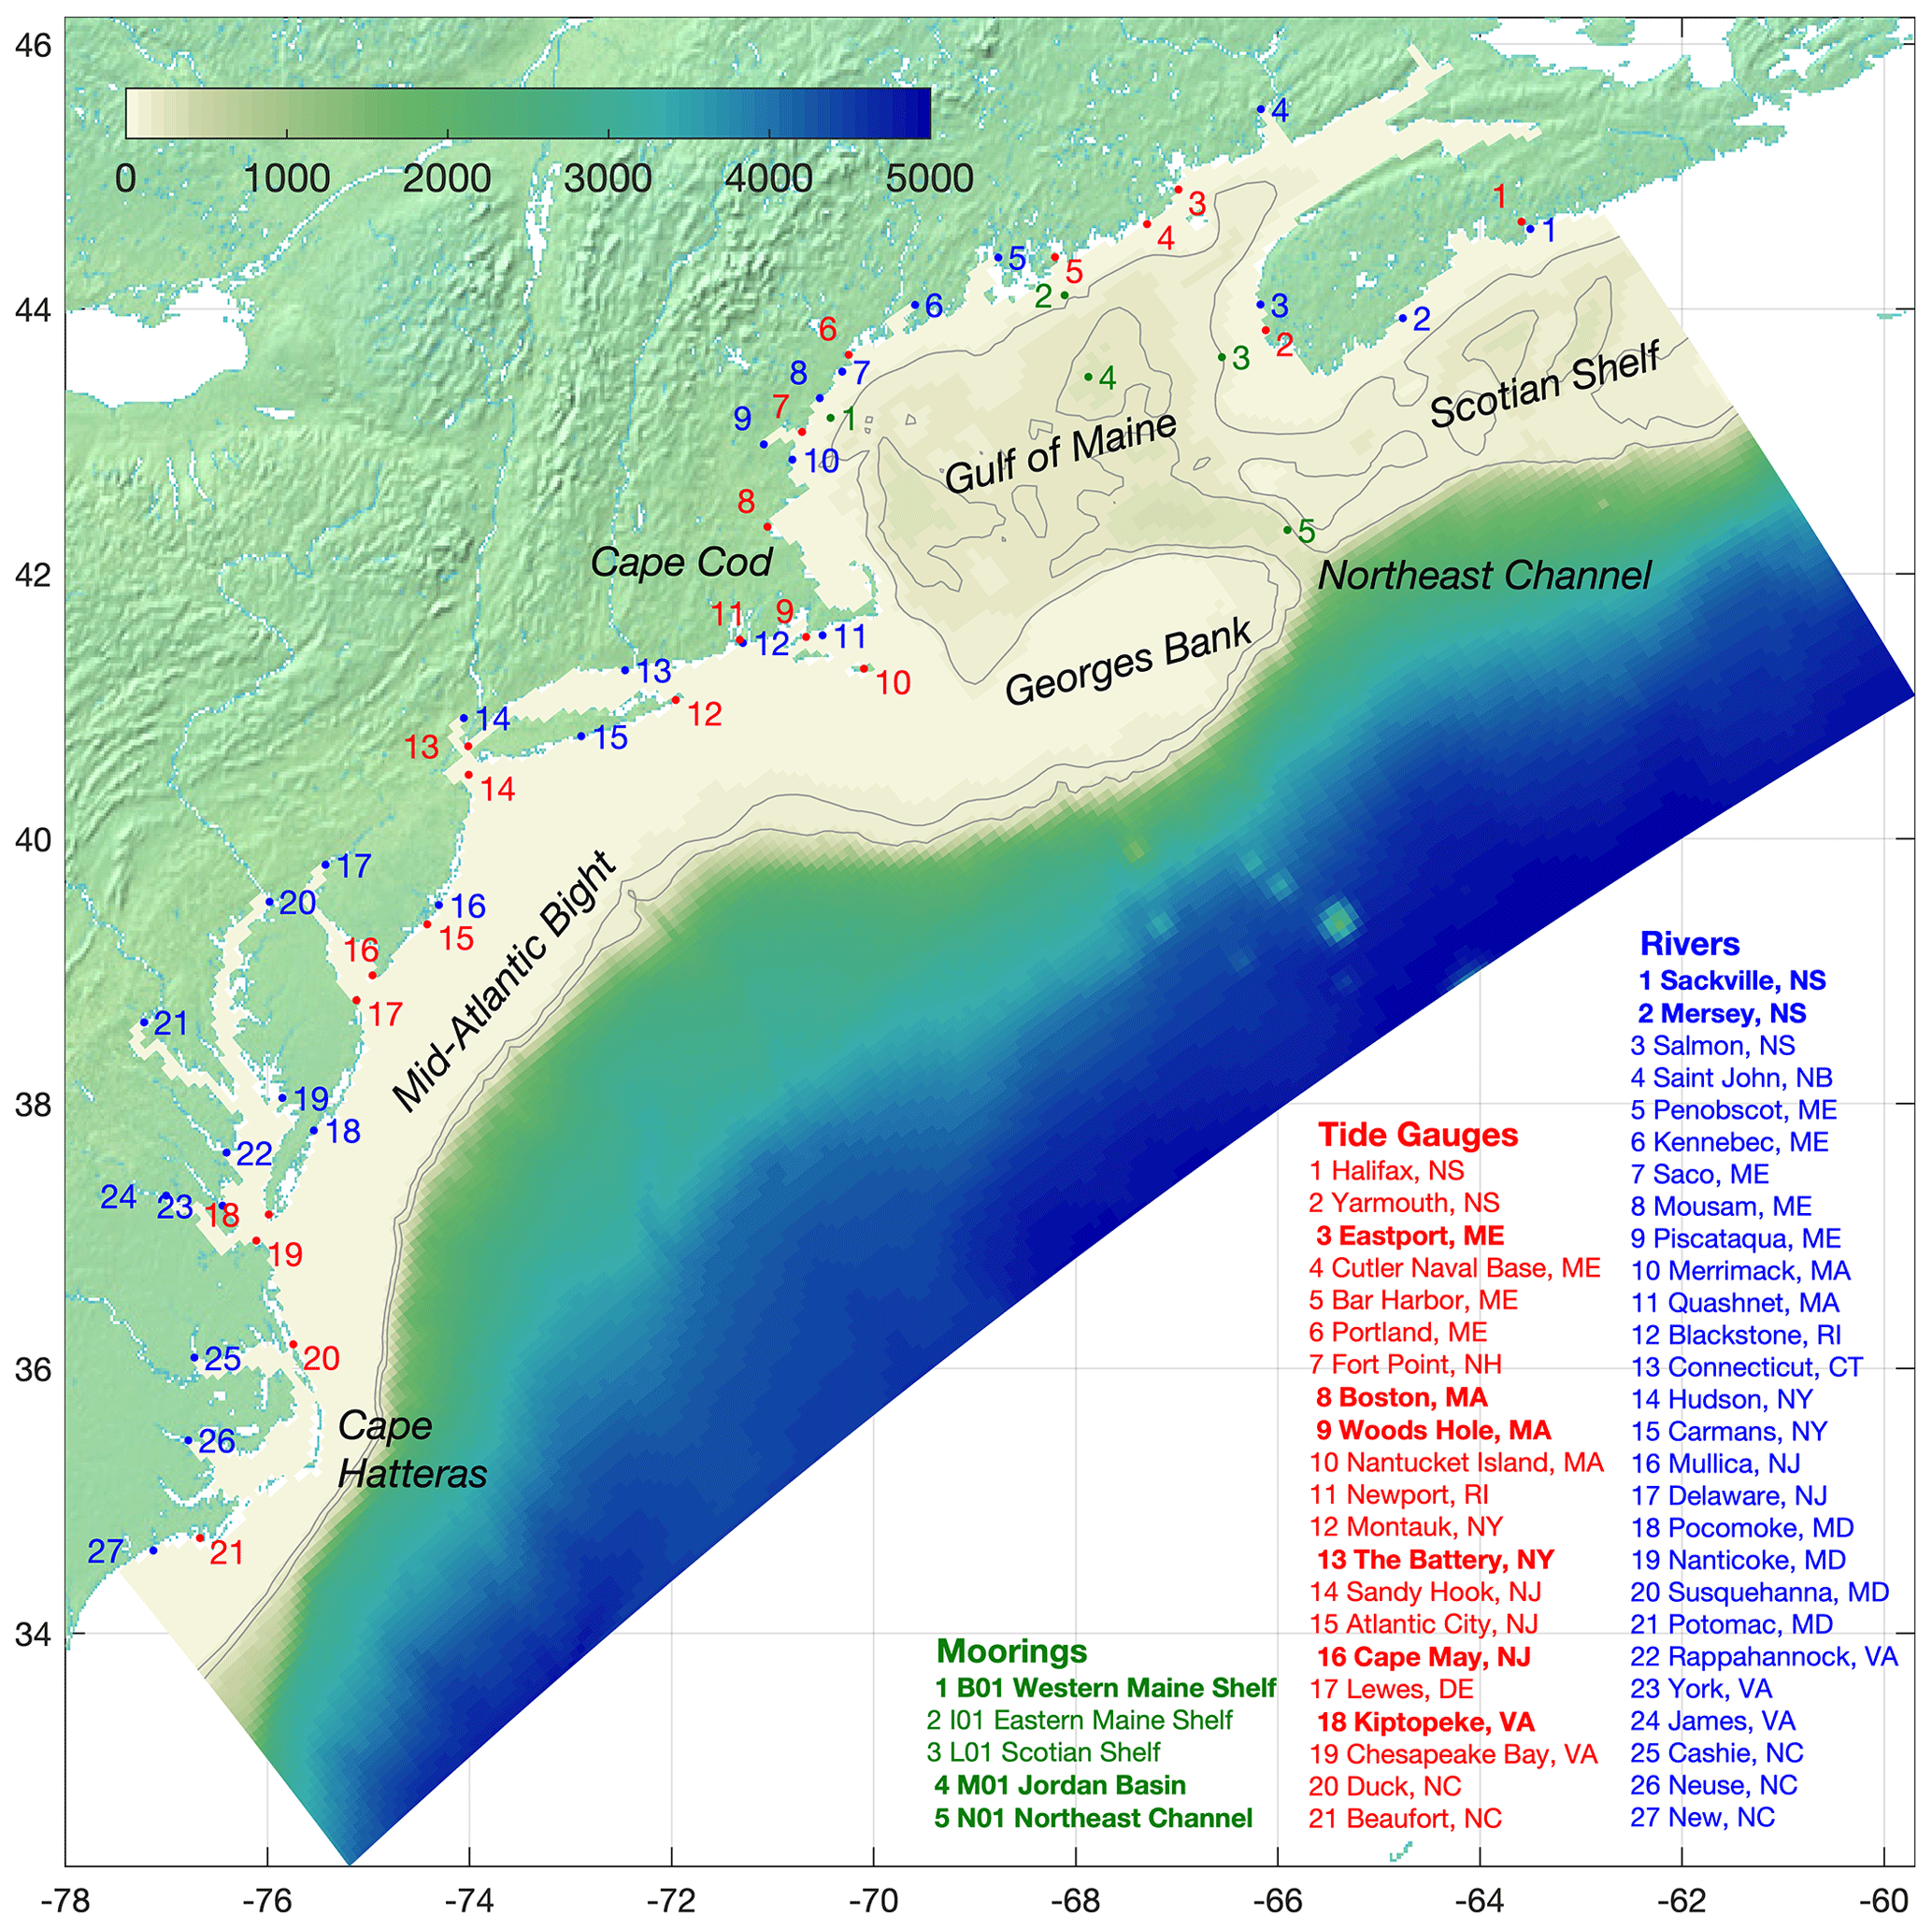 46
44
42
40
38
36
34
0 1000 2000 3000 4000 5000
4
3
4
5
5
2
6
6
8
7
7
1
9
10
8
1
1
3
2
2
3
4
5
Scotian Shelf
Gulf of Maine
Northeast Channel
Cape Cod
Georges Bank
11
9
12
11
10
13
12
14
13
15
14
17
20
16
15
16
17
Mid-Atlantic Bight
21
19
18
22
24
23
18
19
25
20
26
27
21
Cape
Hatteras
Moorings
1 B01 Western Maine Shelf
2 I01 Eastern Maine Shelf
3 L01 Scotian Shelf
4 M01 Jordan Basin
5 N01 Northeast Channel
Tide Gauges
1 Halifax, NS
2 Yarmouth, NS
3 Eastport, ME
4 Cutler Naval Base, ME
5 Bar Harbor, ME
6 Portland, ME
7 Fort Point, NH
8 Boston, MA
9 Woods Hole, MA
10 Nantucket Island, MA
11 Newport, RI
12 Montauk, NY
13 The Battery, NY
14 Sandy Hook, NJ
15 Atlantic City, NJ
16 Cape May, NJ
17 Lewes, DE
18 Kiptopeke, VA
19 Chesapeake Bay, VA
20 Duck, NC
21 Beaufort, NC
Rivers
1 Sackville, NS
2 Mersey, NS
3 Salmon, NS
4 Saint John, NB
5 Penobscot, ME
6 Kennebec, ME
7 Saco, ME
8 Mousam, ME
9 Piscataqua, ME
10 Merrimack, MA
11 Quashnet, MA
12 Blackstone, RI
13 Connecticut, CT
14 Hudson, NY
15 Carmans, NY
16 Mullica, NJ
17 Delaware, NJ
18 Pocomoke, MD
19 Nanticoke, MD
20 Susquehanna, MD
21 Potomac, MD
22 Rappahannock, VA
23 York, VA
24 James, VA
25 Cashie, NC
26 Neuse, NC
27 New, NC
-78 -76 -74 -72 -70 -68 -66 -64 -62 -60